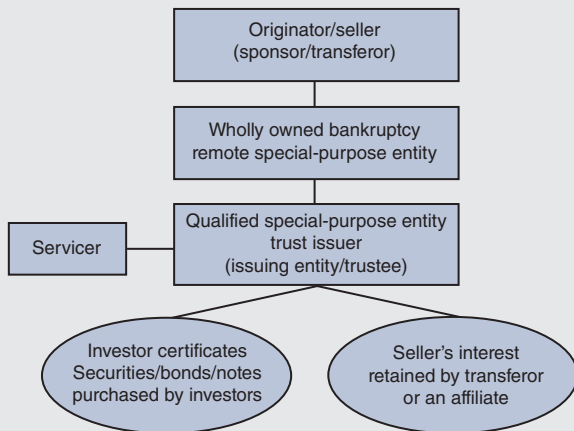 Originator/seller
(sponsor/transferor)
Wholly owned bankruptcy
remote special-purpose entity
Qualified special-purpose entity
trust issuer
(issuing entity/trustee)
Servicer
Investor certificates
Securities/bonds/notes
purchased by investors
Seller's interest
retained by transferor
or an affiliate